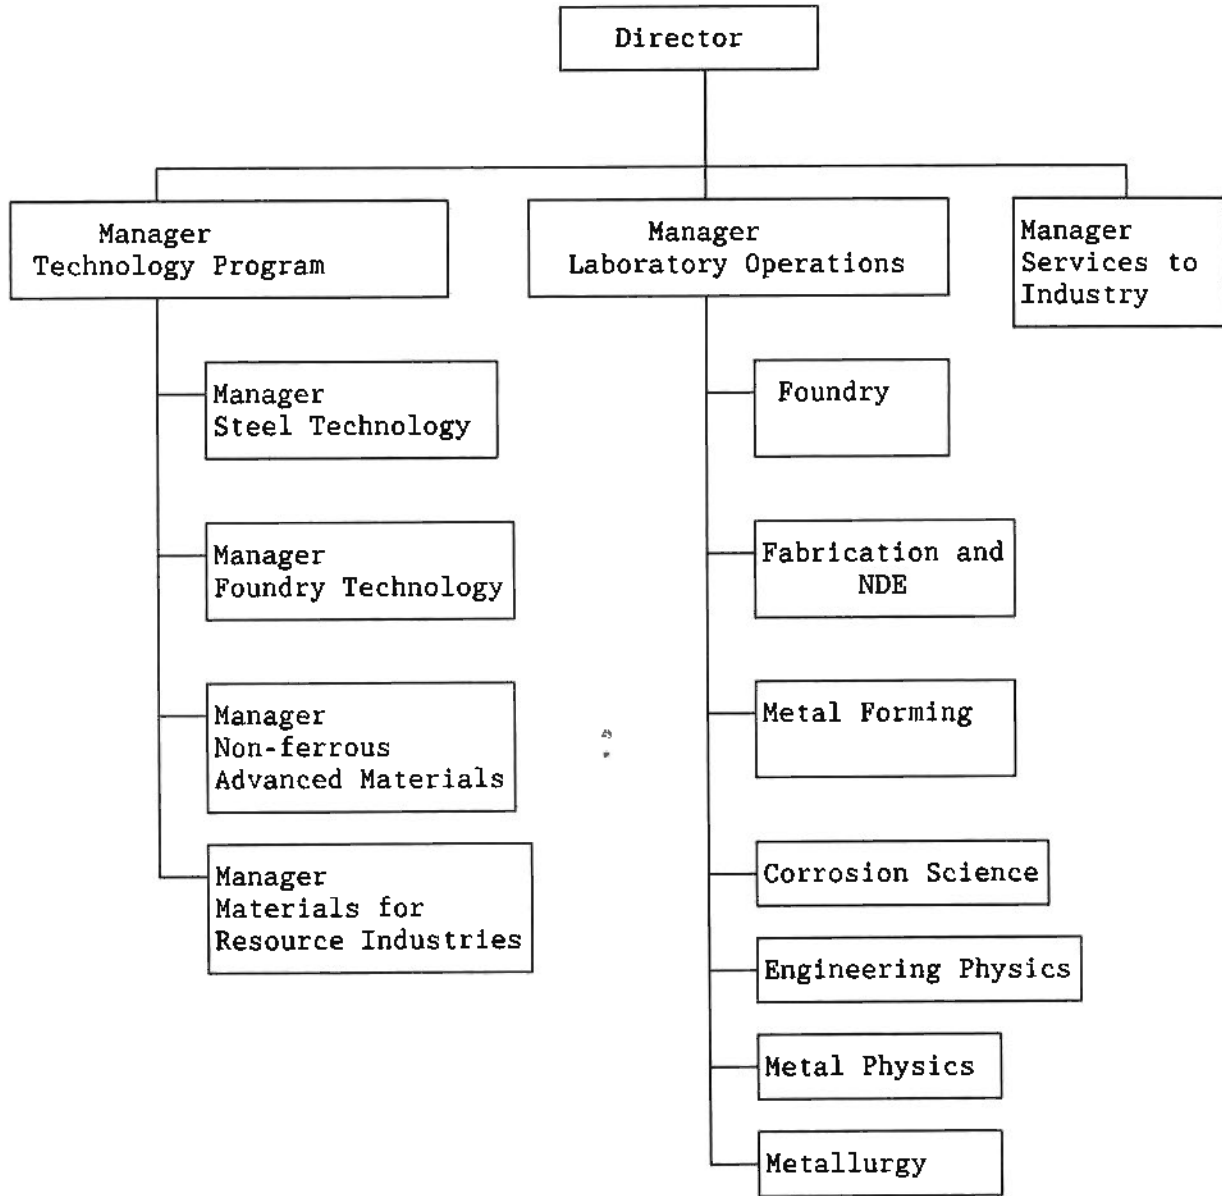 Director
Manager
Technology Program
Manager
Laboratory Operations
Manager
Services to
Industry
Manager
Steel Technology
Manager
Foundry Technology
Manager
Non-ferrous
Advanced Materials
Manager
Materials for
Resource Industries
Foundry
Fabrication and
NDE
Metal Forming
Corrosion Science
Engineering Physics
Metal Physics
Metallurgy